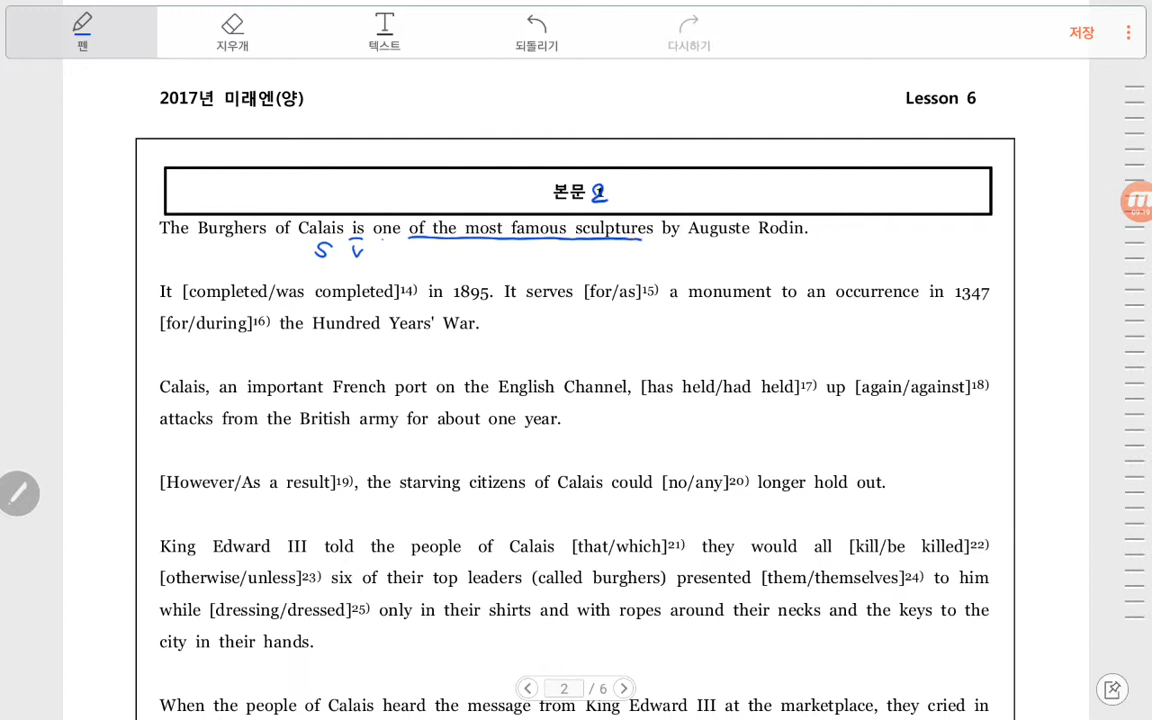 펜 지우개 텍스트 되돌리기 다시하기 저장
2017년 미래엔(양) Lesson 6
본문 2
The Burghers of Calais is one of the most famous sculptures by Auguste Rodin.
S V
It [completed/was completed]14) in 1895. It serves [for/as]15) a monument to an occurrence in 1347
[for/during]16) the Hundred Years' War.
Calais, an important French port on the English Channel, [has held/had held]17) up [again/against]18)
attacks from the British army for about one year.
[However/As a result]19), the starving citizens of Calais could [no/any]20) longer hold out.
King Edward III told the people of Calais [that/which]21) they would all [kill/be killed]22)
[otherwise/unless]23) six of their top leaders (called burghers) presented [them/themselves]24) to him
while [dressing/dressed]25) only in their shirts and with ropes around their necks and the keys to the
city in their hands.
2 / 6
When the people of Calais heard the message from King Edward III at the marketplace, they cried in